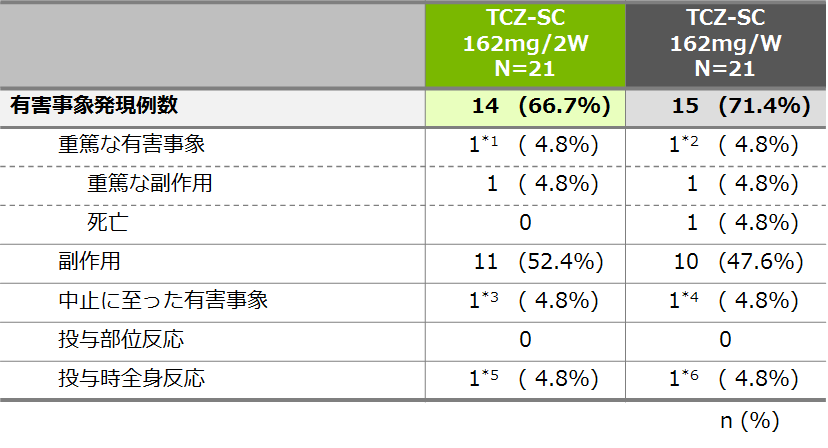 TCZ-SC 162mg/2W N=21 TCZ-SC 162mg/W N=21
有害事象発現例数 14 (66.7%) 15 (71.4%)
重篤な有害事象 1*1 ( 4.8%) 1*2 ( 4.8%)
重篤な副作用 1 ( 4.8%) 1 ( 4.8%)
死亡 0 1 ( 4.8%)
副作用 11 (52.4%) 10 (47.6%)
中止に至った有害事象 1*3 ( 4.8%) 1*4 ( 4.8%)
投与部位反応 0 0
投与時全身反応 1*5 ( 4.8%) 1*6 ( 4.8%)
n (%)